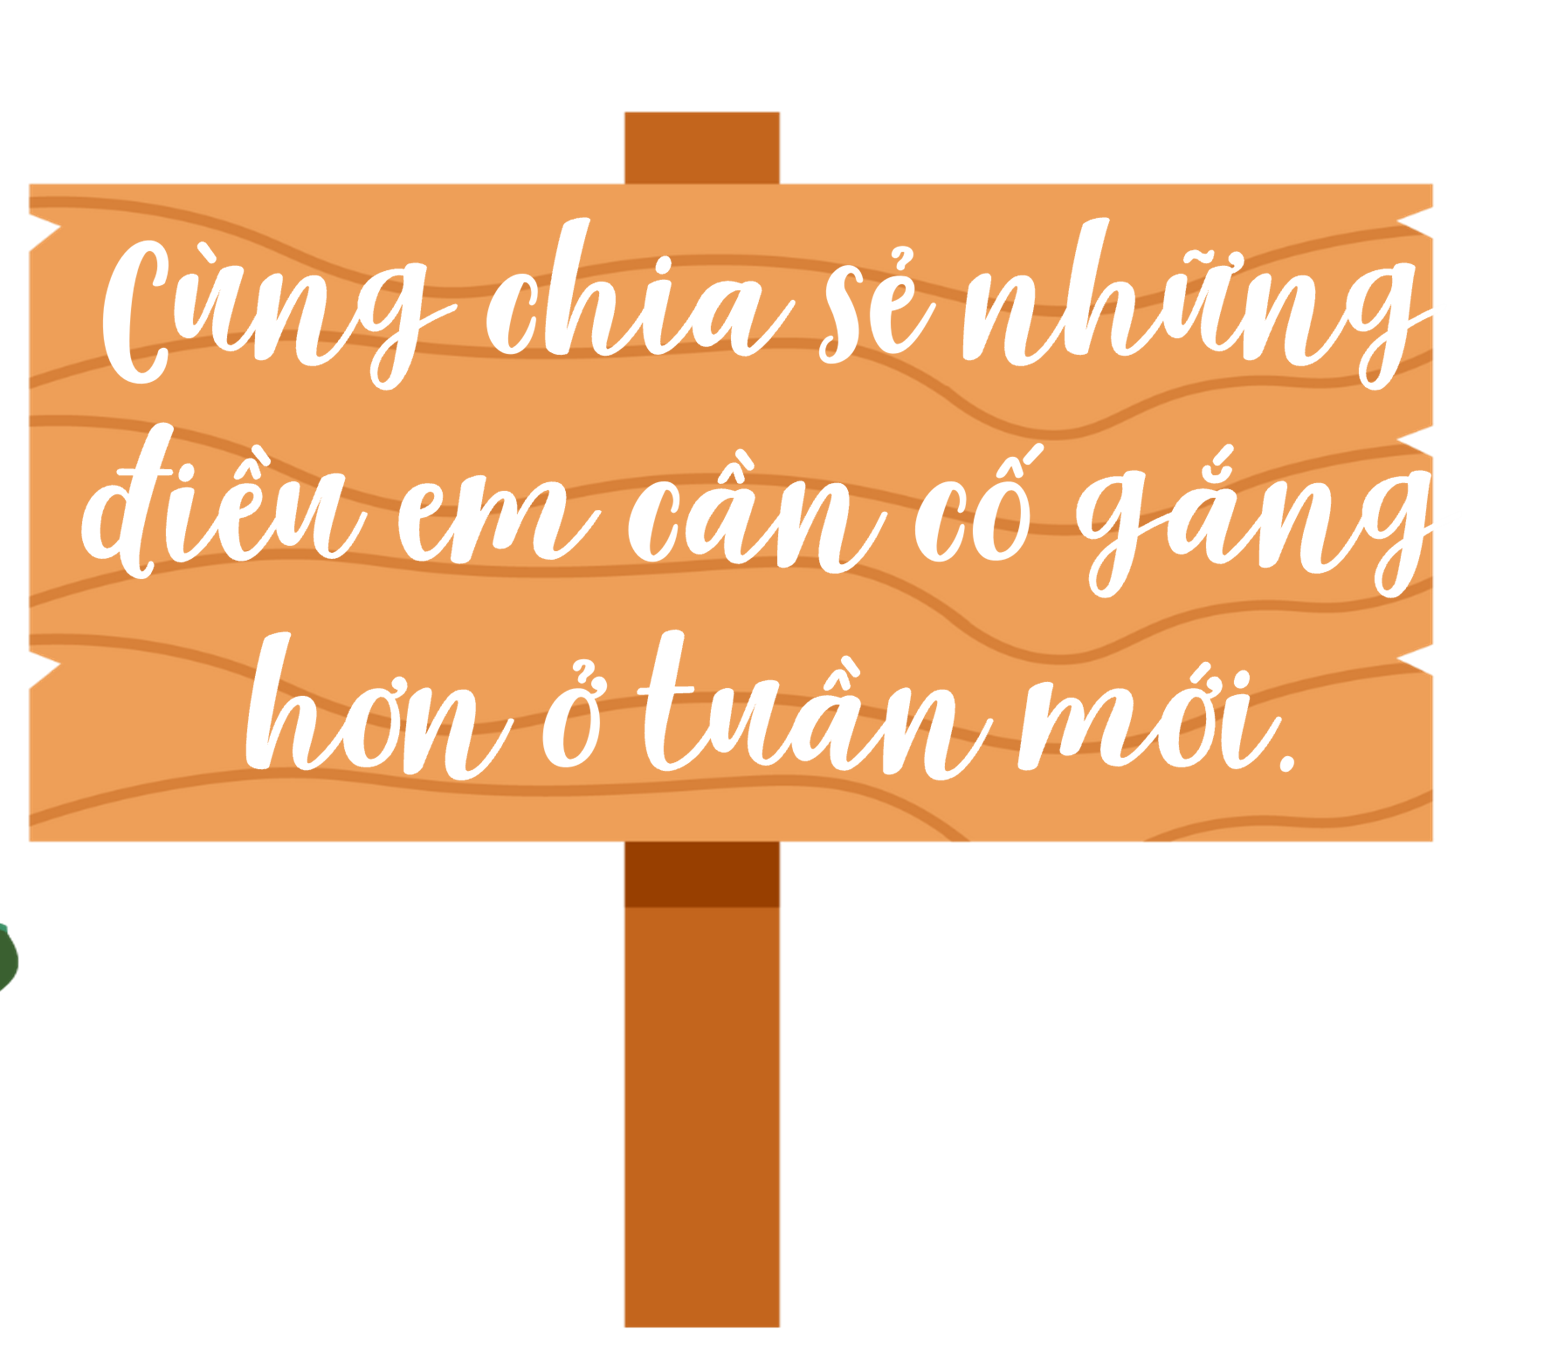 Cùng chia sẻ những
điều em cần cố gắng
hơn ở tuần mới.